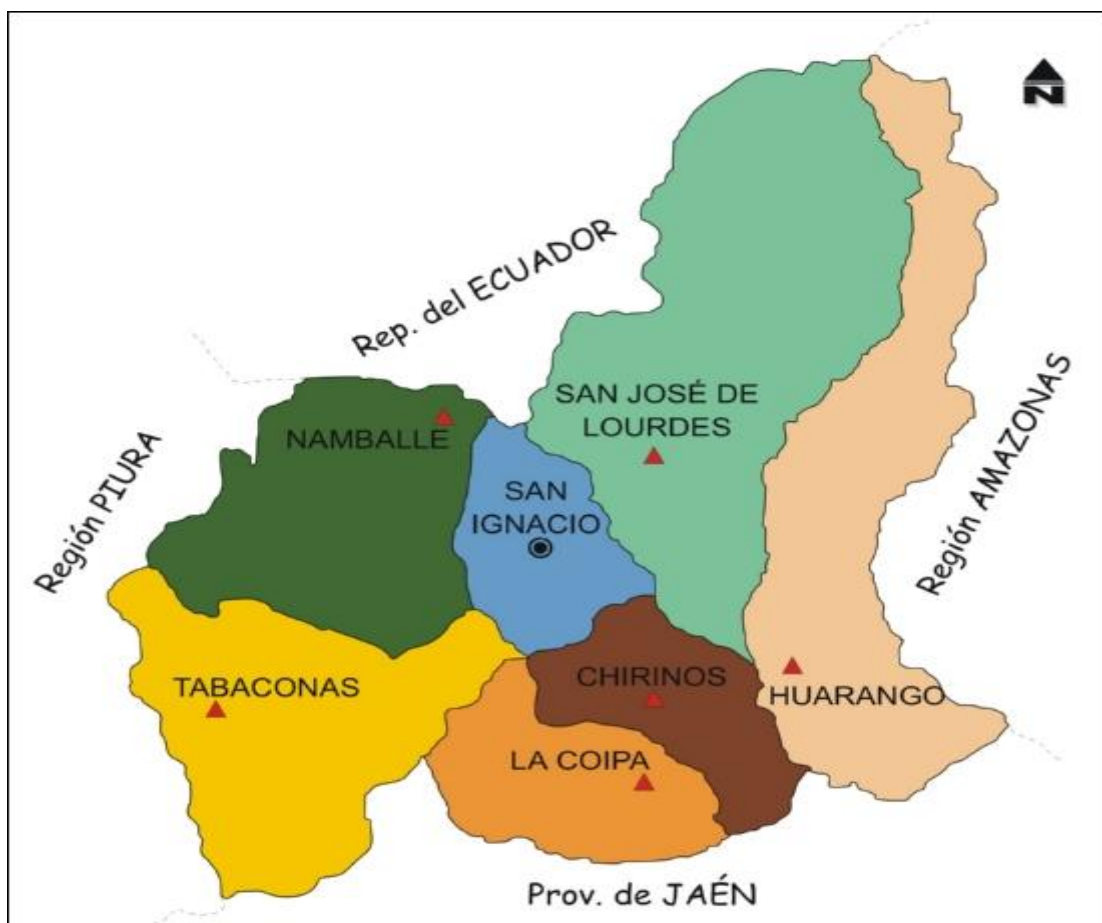 N
Rep. del ECUADOR
SAN JOSÉ DE
LOURDES
NAMBALLE
SAN
IGNACIO
Región PIURA
Región AMAZONAS
TABACONAS
CHIRINOS
HUARANGO
LA COIPA
Prov. de JAÉN